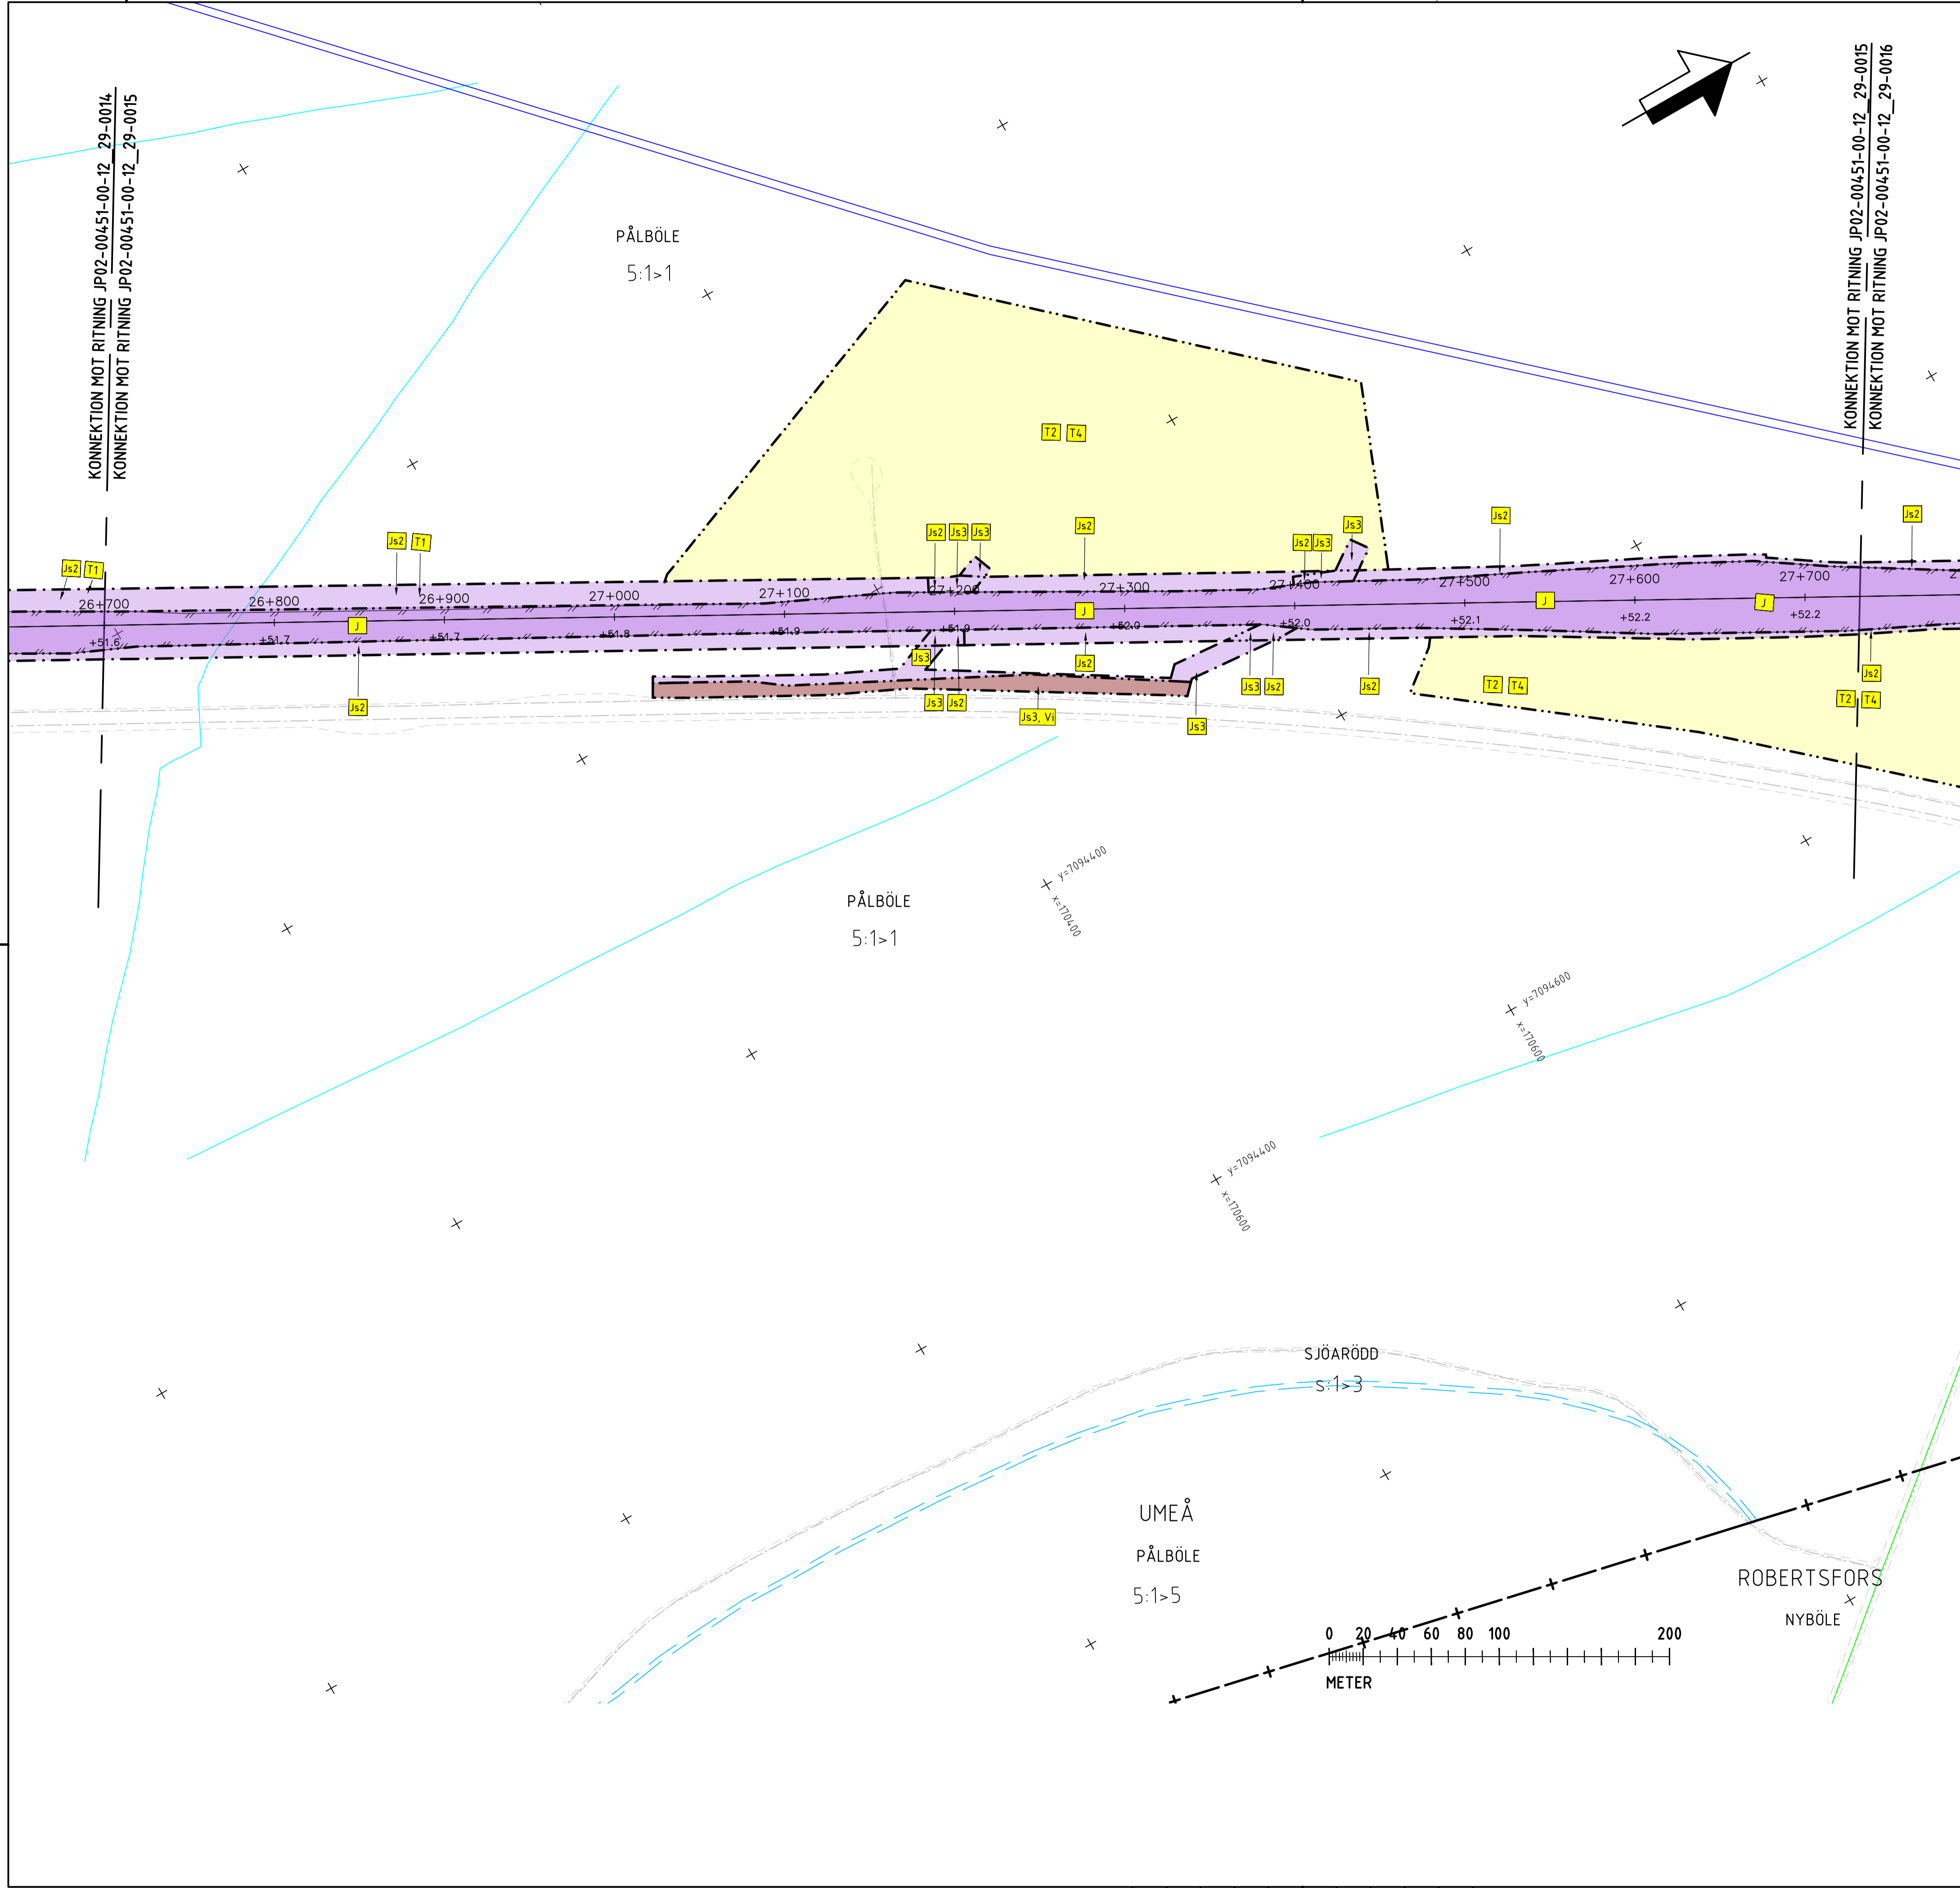 KONNEKTION MOT RITNING JP02-00451-00-12_29-0014
KONNEKTION MOT RITNING JP02-00451-00-12_29-0015
KONNEKTION MOT RITNING JP02-00451-00-12_29-0015
KONNEKTION MOT RITNING JP02-00451-00-12_29-0016
PÅLBÖLE
5:1>1
T2 T4
Js2 T1
Js2 T1
Js2 Js3 Js3
Js2
Js2 Js3
Js3
Js2
Js2
26+700
26+800
26+900
27+000
27+100
27+200
27+300
27+400
27+500
27+600
27+700
J
J
J
J
+51.6
+51.7
+51.7
+51.8
+51.9
+51.9
+52.0
+52.0
+52.1
+52.2
+52.2
Js2
Js3
Js3 Js2
Js2
Js3, Vi
Js3
Js3 Js2
Js2
T2 T4
Js2
T2 T4
y=7094400
x=170400
PÅLBÖLE
5:1>1
y=7094600
x=170600
y=7094400
x=170600
SJÖARÖDD
s:1>3
UMEÅ
PÅLBÖLE
5:1>5
ROBERTSFORS
NYBÖLE
0 20 40 60 80 100 200
METER